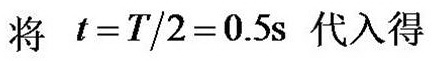 将 t = T/2 = 0.5s 代入得